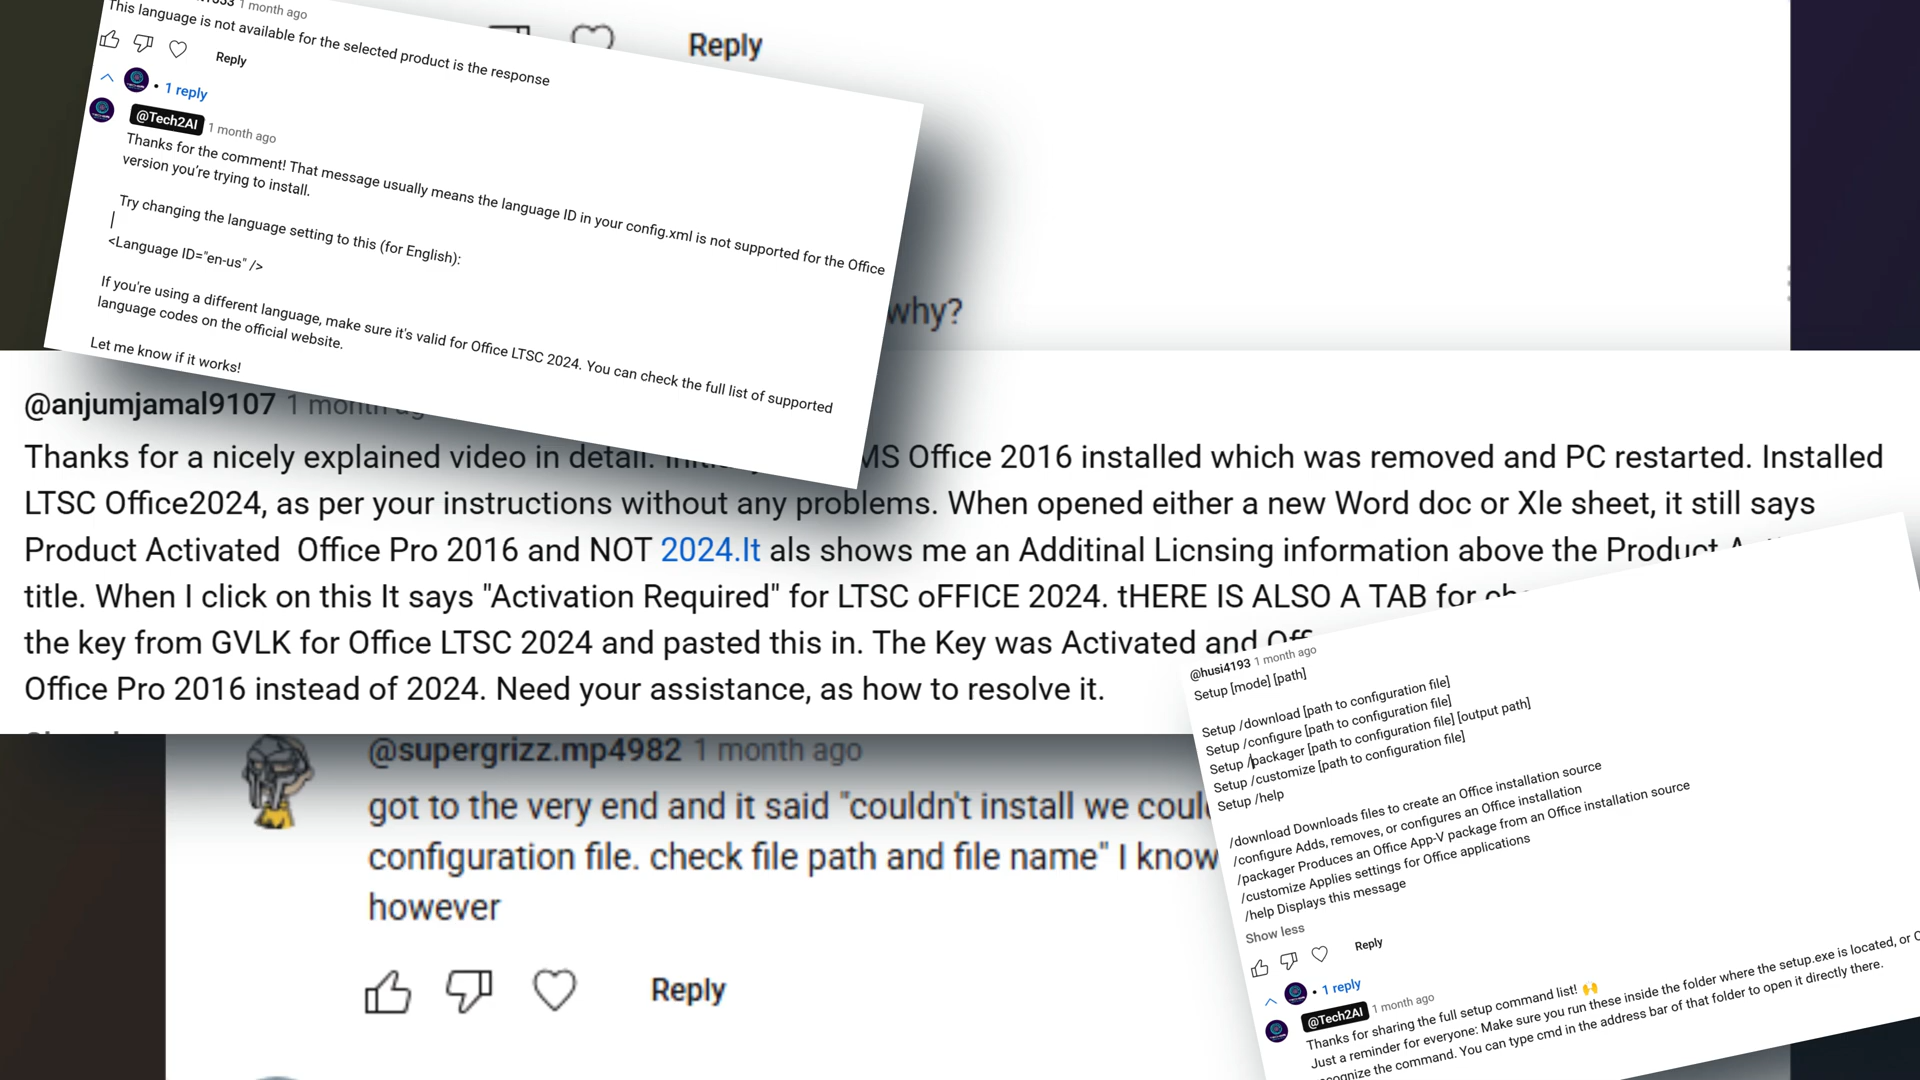 1 month ago
This language is not available for the selected product is the response
Reply
• 1 reply
@Tech2AI 1 month ago
Thanks for the comment! That message usually means the language ID in your config.xml is not supported for the Office
version you're trying to install.
Try changing the language setting to this (for English):
<Language ID="en-us" />
If you're using a different language, make sure it's valid for Office LTSC 2024. You can check the full list of supported
language codes on the official website.
Let me know if it works!
Reply
why?
@anjumjamal9107 1 month ag
Thanks for a nicely explained video in detail. MS Office 2016 installed which was removed and PC restarted. Installed
LTSC Office2024, as per your instructions without any problems. When opened either a new Word doc or Xle sheet, it still says
Product Activated  Office Pro 2016 and NOT 2024.It als shows me an Additinal Licnsing information above the Product
title. When I click on this It says "Activation Required" for LTSC oFFICE 2024. tHERE IS ALSO A TAB for
the key from GVLK for Office LTSC 2024 and pasted this in. The Key was Activated and
Office Pro 2016 instead of 2024. Need your assistance, as how to resolve it.
@supergrizz.mp4982 1 month ago
got to the very end and it said "couldn't install we coul
configuration file. check file path and file name" I know
however
Reply
@husi4193 1 month ago
Setup [mode] [path]
Setup /download [path to configuration file]
Setup /configure [path to configuration file]
Setup /packager [path to configuration file] [output path]
Setup /customize [path to configuration file]
Setup /help
/download Downloads files to create an Office installation source
/configure Adds, removes, or configures an Office installation
/packager Produces an Office App-V package from an Office installation source
/customize Applies settings for Office applications
/help Displays this message
Show less
Reply
• 1 reply
@Tech2AI 1 month ago
Thanks for sharing the full setup command list! 🙌
Just a reminder for everyone: Make sure you run these inside the folder where the setup.exe is located, or
the command. You can type cmd in the address bar of that folder to open it directly there.